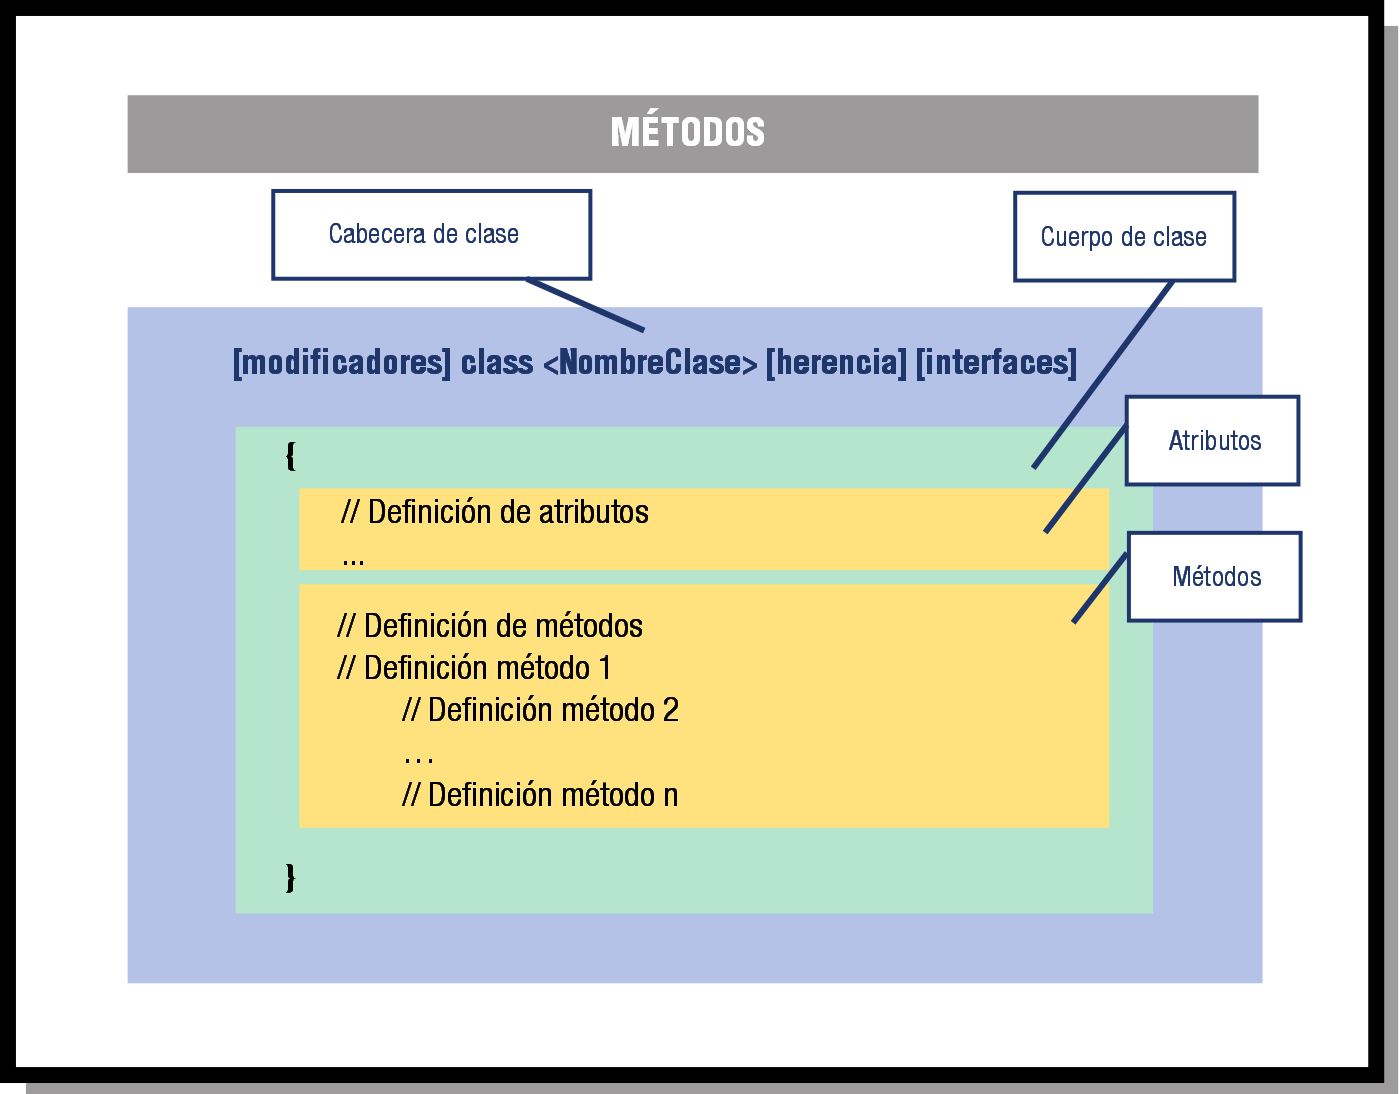 MÉTODOS
Cabecera de clase
Cuerpo de clase
[modificadores] class <NombreClase> [herencia] [interfaces]
Atributos
{
// Definición de atributos
...
Métodos
// Definición de métodos
// Definición método 1
// Definición método 2
...
// Definición método n
}